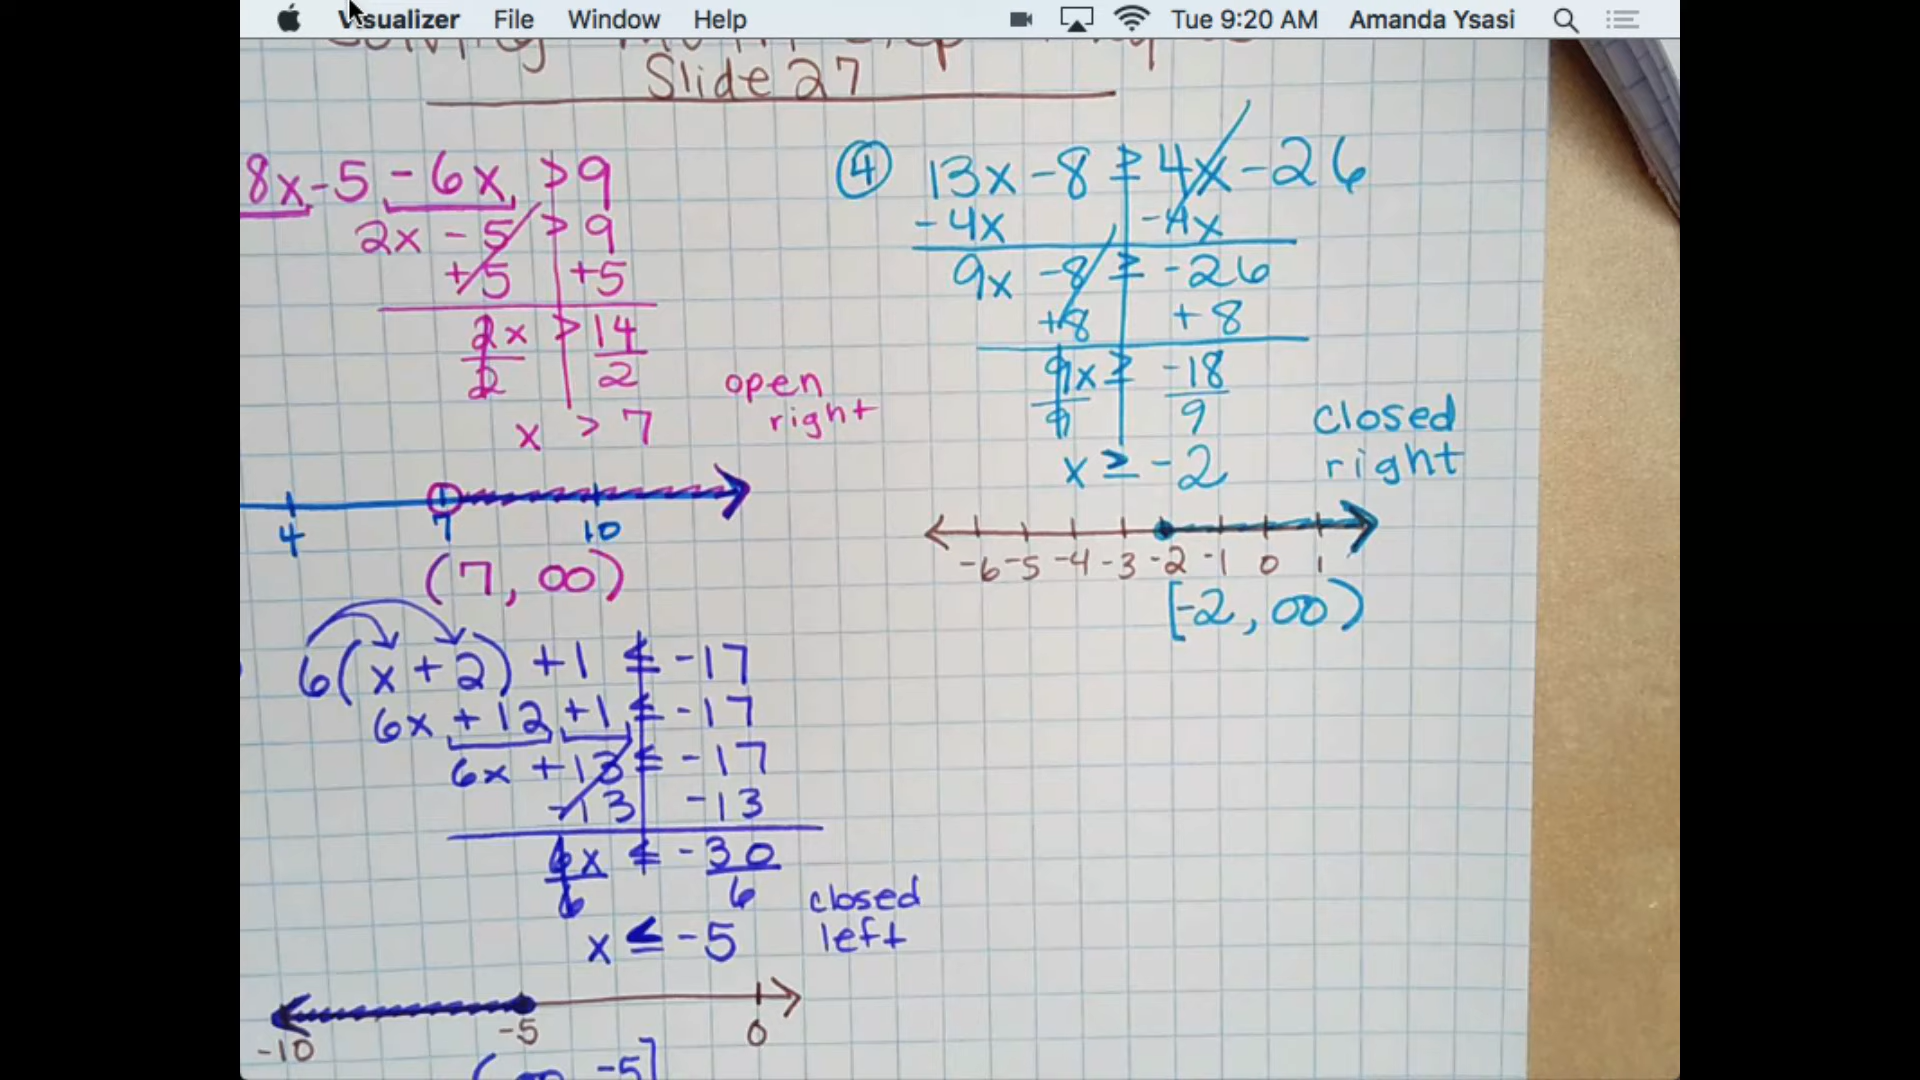 Visualizer File Window Help Tue 9:20 AM Amanda Ysasi
Solving Multi Step
Slide 27
8x - 5 - 6x > 9
2x - 5 > 9
+5 +5
2x > 14
2 2
x > 7
open
right
4 7 10
(7, ∞)
6(x + 2) + 1 ≤ -17
6x + 12 + 1 ≤ -17
6x + 13 ≤ -17
-13 -13
6x ≤ -30
6 6
x ≤ -5
closed
left
-10 -5 0
-5]
④ 13x - 8 ≥ 4x - 26
-4x -4x
9x - 8 ≥ -26
+8 +8
9x ≥ -18
9 9
x ≥ -2
closed
right
-6 -5 -4 -3 -2 -1 0 1
[-2, ∞)